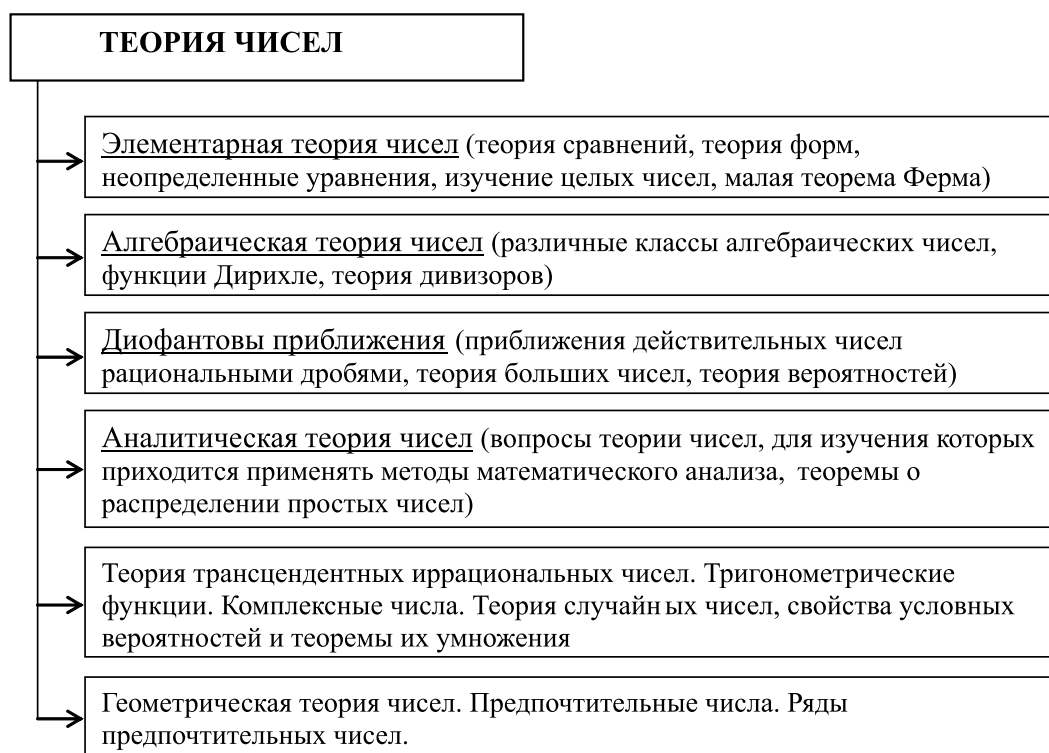 ТЕОРИЯ ЧИСЕЛ
Элементарная теория чисел (теория сравнений, теория форм,
неопределенные уравнения, изучение целых чисел, малая теорема Ферма)
Алгебраическая теория чисел (различные классы алгебраических чисел,
функции Дирихле, теория дивизоров)
Диофантовы приближения (приближения действительных чисел
рациональными дробями, теория больших чисел, теория вероятностей)
Аналитическая теория чисел (вопросы теории чисел, для изучения которых
приходится применять методы математического анализа, теоремы о
распределении простых чисел)
Теория трансцендентных иррациональных чисел. Тригонометрические
функции. Комплексные числа. Теория случайных чисел, свойства условных
вероятностей и теоремы их умножения
Геометрическая теория чисел. Предпочтительные числа. Ряды
предпочтительных чисел.